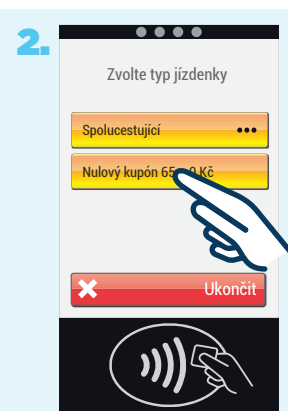 2.
Zvolte typ jízdenky
Spolucestující •••
Nulový kupón 65 0 Kč
Ukončit